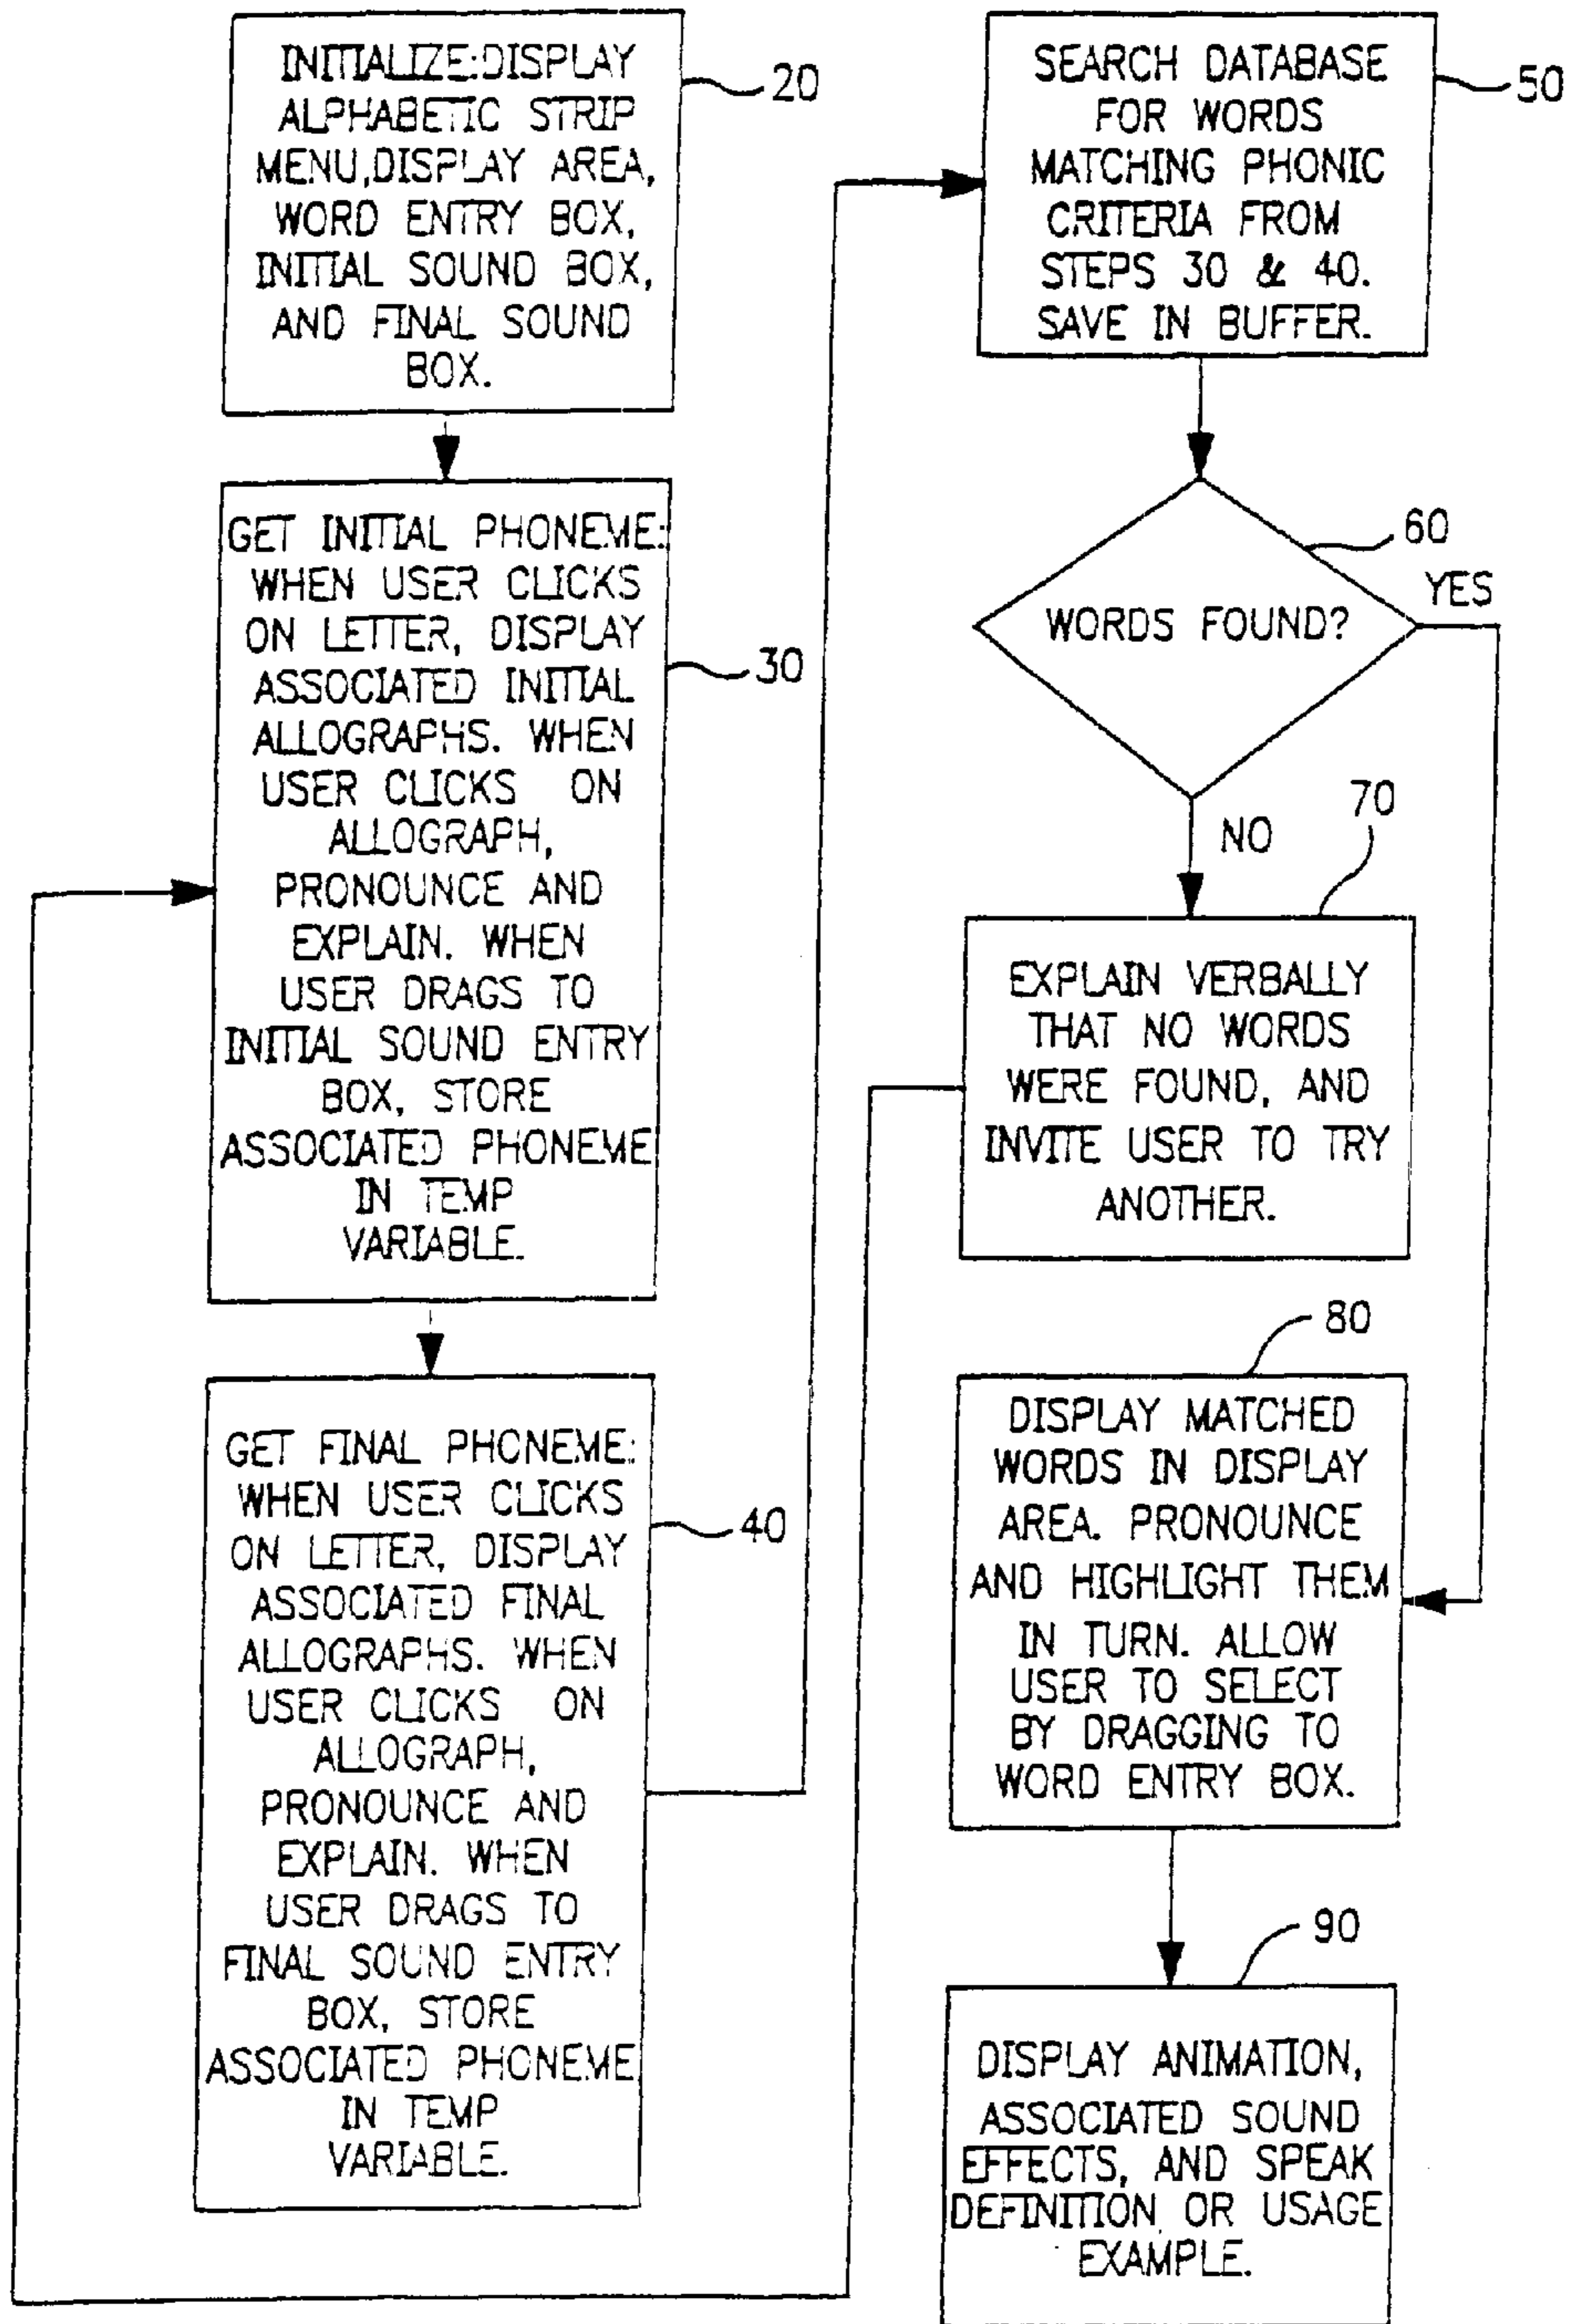 INITIALIZE:DISPLAY
ALPHABETIC STRIP
MENU,DISPLAY AREA,
WORD ENTRY BOX,
INITIAL SOUND BOX,
AND FINAL SOUND
BOX.
20
GET INITIAL PHONEME:
WHEN USER CLICKS
ON LETTER, DISPLAY
ASSOCIATED INITIAL
ALLOGRAPHS. WHEN
USER CLICKS ON
ALLOGRAPH,
PRONOUNCE AND
EXPLAIN. WHEN
USER DRAGS TO
INITIAL SOUND ENTRY
BOX, STORE
ASSOCIATED PHONEME
IN TEMP
VARIABLE.
30
GET FINAL PHONEME:
WHEN USER CLICKS
ON LETTER, DISPLAY
ASSOCIATED FINAL
ALLOGRAPHS. WHEN
USER CLICKS ON
ALLOGRAPH,
PRONOUNCE AND
EXPLAIN. WHEN
USER DRAGS TO
FINAL SOUND ENTRY
BOX, STORE
ASSOCIATED PHONEME
IN TEMP
VARIABLE.
40
SEARCH DATABASE
FOR WORDS
MATCHING PHONIC
CRITERIA FROM
STEPS 30 & 40.
SAVE IN BUFFER.
50
WORDS FOUND?
60
YES
NO
70
EXPLAIN VERBALLY
THAT NO WORDS
WERE FOUND, AND
INVITE USER TO TRY
ANOTHER.
80
DISPLAY MATCHED
WORDS IN DISPLAY
AREA. PRONOUNCE
AND HIGHLIGHT THEM
IN TURN. ALLOW
USER TO SELECT
BY DRAGGING TO
WORD ENTRY BOX.
90
DISPLAY ANIMATION,
ASSOCIATED SOUND
EFFECTS, AND SPEAK
DEFINITION OR USAGE
EXAMPLE.